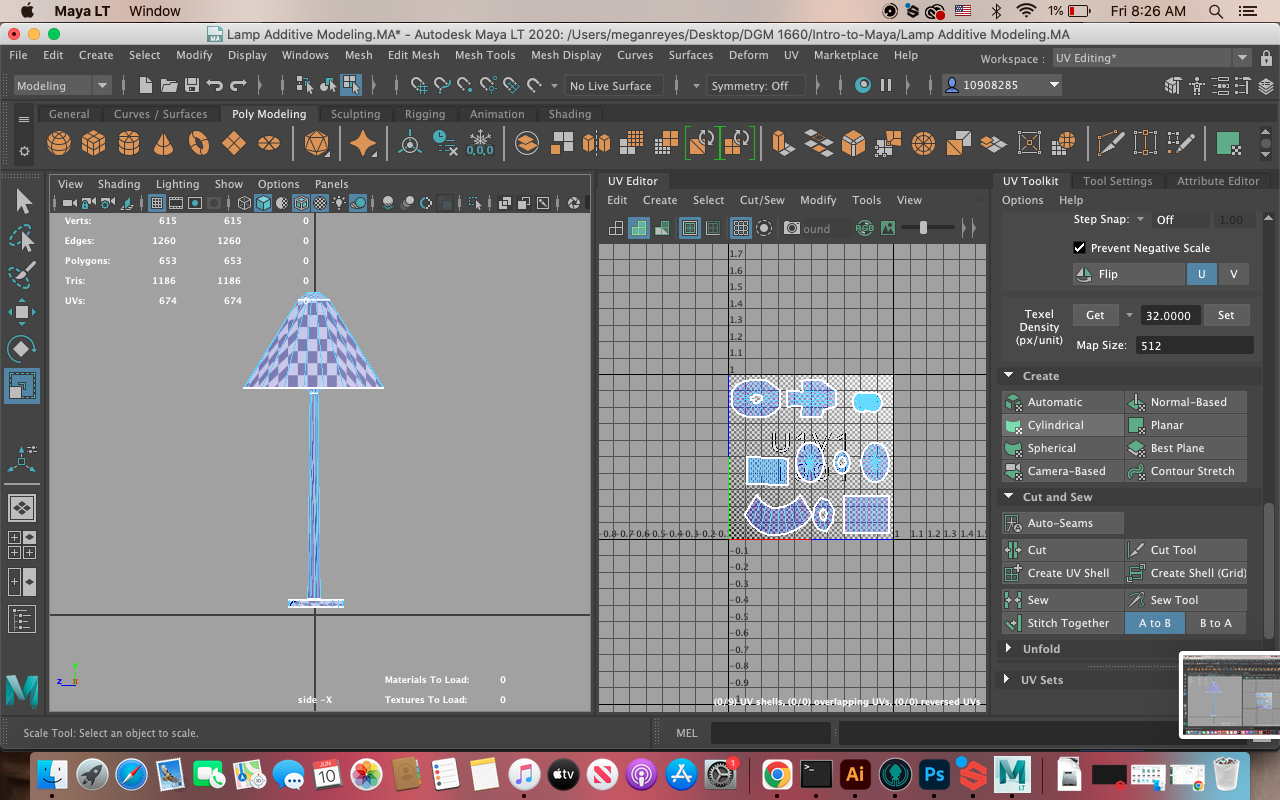 Maya LT Window 1% Fri 8:26 AM
Lamp Additive Modeling.MA* - Autodesk Maya LT 2020: /Users/meganreyes/Desktop/DGM 1660/Intro-to-Maya/Lamp Additive Modeling.MA
File Edit Create Select Modify Display Windows Mesh Edit Mesh Mesh Tools Mesh Display Curves Surfaces Deform UV Marketplace Help Workspace : UV Editing*
Modeling No Live Surface Symmetry: Off 10908285
General Curves / Surfaces Poly Modeling Sculpting Rigging Animation Shading
0,0,0
View Shading Lighting Show Options Panels
Verts: 615 615 0
Edges: 1260 1260 0
Polygons: 653 653 0
Tris: 1186 1186 0
UVs: 674 674 0
Materials To Load: 0
side -X Textures To Load: 0
y
z x
UV Editor
Edit Create Select Cut/Sew Modify Tools View
ound RGB
1.7
1.6
1.5
1.4
1.3
1.2
1.1
1
U1V1
-0.8-0.7-0.6-0.5-0.4-0.3-0.2-0.1 1 1.1 1.2 1.3 1.4 1.5
-0.1
-0.2
-0.3
-0.4
-0.5
-0.6
-0.7
-0.8
-0.9
(0/9) UV shells, (0/0) overlapping UVs, (0/0) reversed UVs
UV Toolkit Tool Settings Attribute Editor
Options Help
Step Snap: Off 1.00
Prevent Negative Scale
Flip U V
Texel Density (px/unit) Get 32.0000 Set
Map Size: 512
Create
Automatic Normal-Based
Cylindrical Planar
Spherical Best Plane
Camera-Based Contour Stretch
Cut and Sew
Auto-Seams
Cut Cut Tool
Create UV Shell Create Shell (Grid)
Sew Sew Tool
Stitch Together A to B B to A
Unfold
UV Sets
Scale Tool: Select an object to scale. MEL
JUN 10 tv 1 Ai Ps M LT